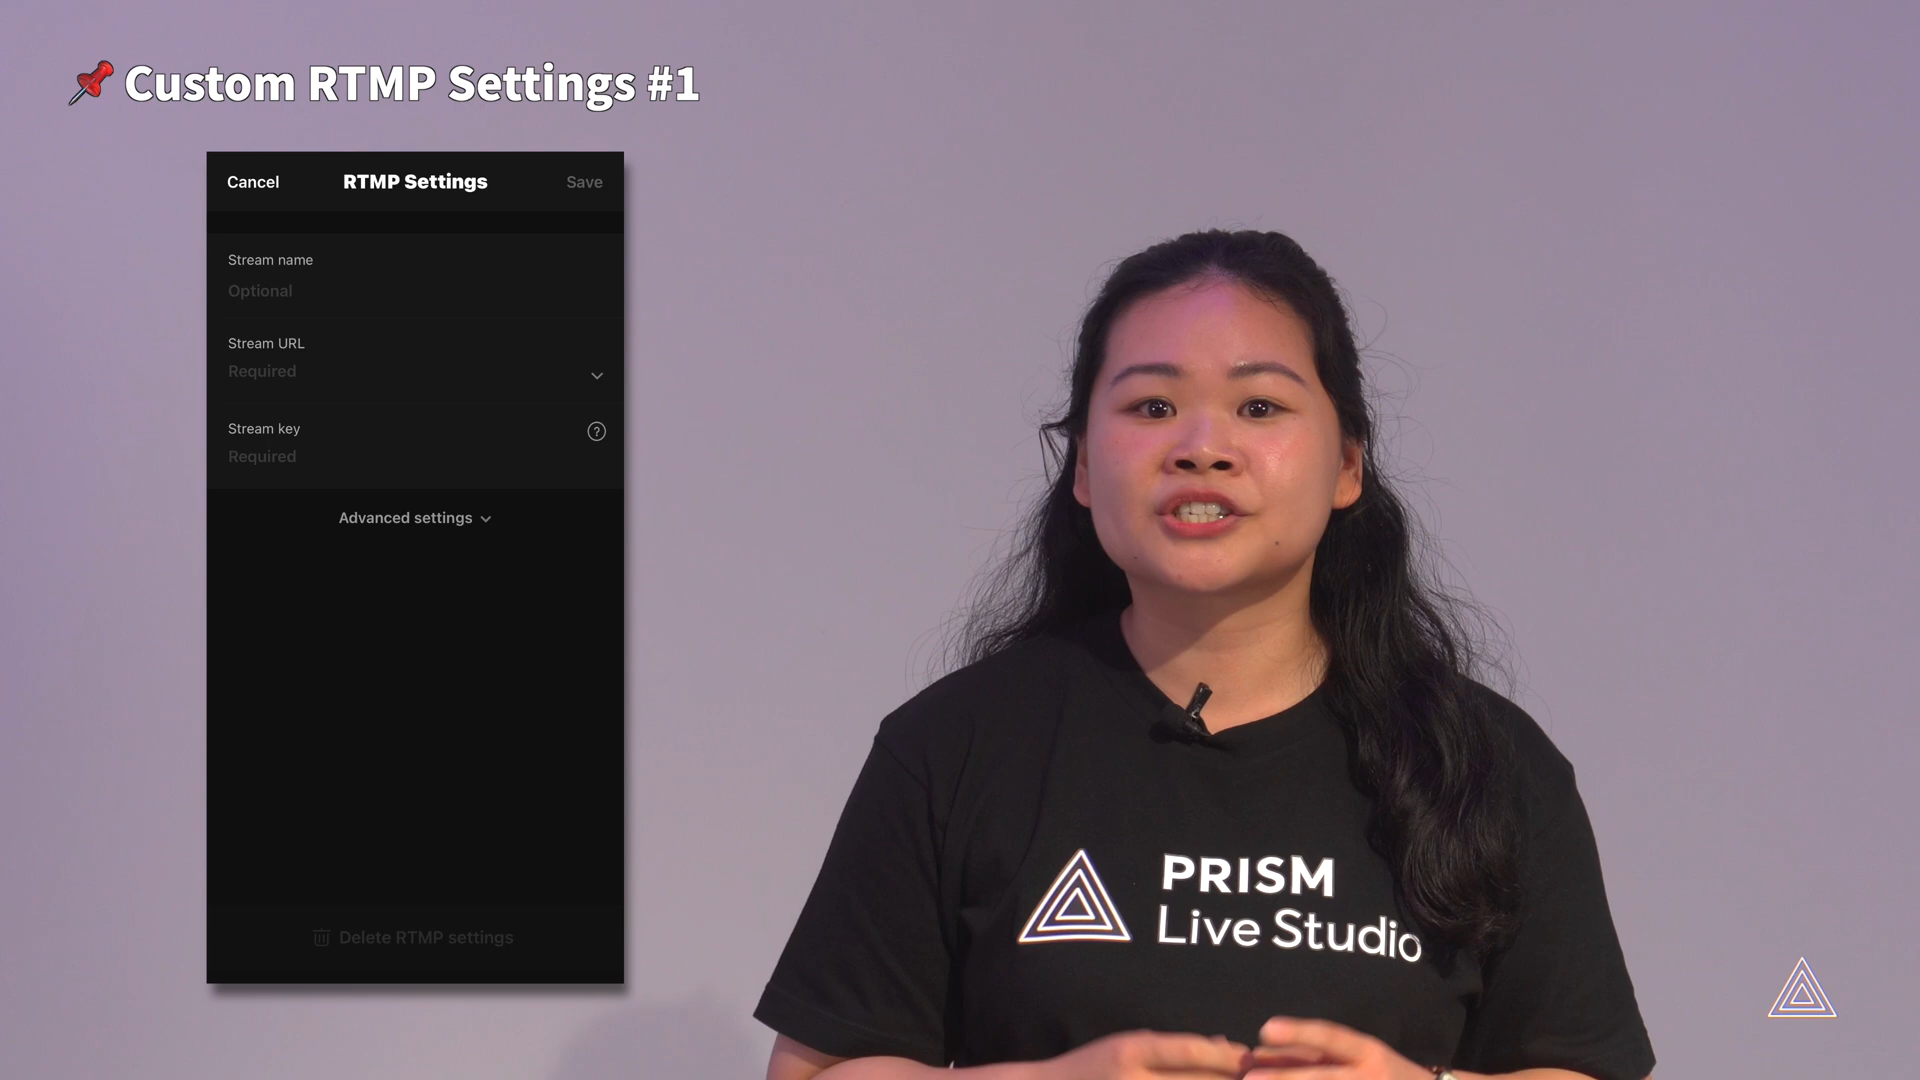 Custom RTMP Settings #1
Cancel
RTMP Settings
Save
Stream name
Optional
Stream URL
Required
Stream key
?
Required
Advanced settings
Delete RTMP settings
PRISM
Live Studio